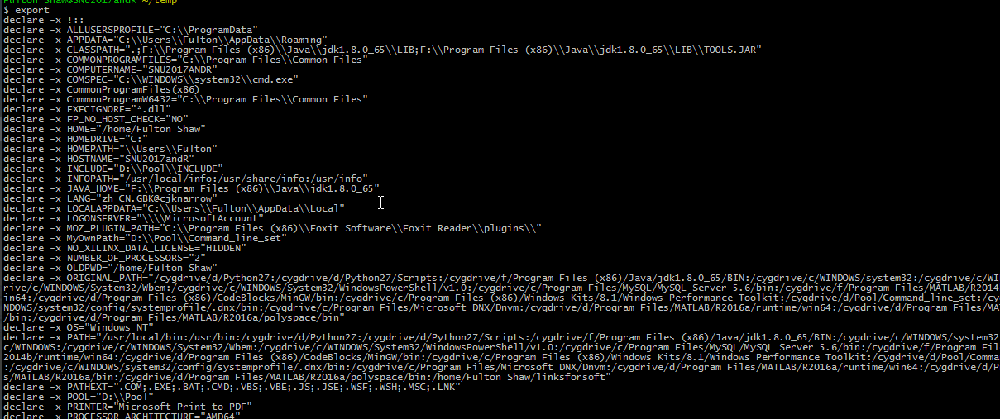 Fulton Shaw@SNU2017andR ~/temp
$ export
declare -x !::
declare -x ALLUSERSPROFILE="C:\\ProgramData"
declare -x APPDATA="C:\\Users\\Fulton\\AppData\\Roaming"
declare -x CLASSPATH=".;F:\\Program Files (x86)\\Java\\jdk1.8.0_65\\LIB;F:\\Program Files (x86)\\Java\\jdk1.8.0_65\\LIB\\TOOLS.JAR"
declare -x COMMONPROGRAMFILES="C:\\Program Files\\Common Files"
declare -x COMPUTERNAME="SNU2017ANDR"
declare -x COMSPEC="C:\\WINDOWS\\system32\\cmd.exe"
declare -x CommonProgramFiles(x86)
declare -x CommonProgramW6432="C:\\Program Files\\Common Files"
declare -x EXECIGNORE="*.dll"
declare -x FP_NO_HOST_CHECK="NO"
declare -x HOME="/home/Fulton Shaw"
declare -x HOMEDRIVE="C:"
declare -x HOMEPATH="\\Users\\Fulton"
declare -x HOSTNAME="SNU2017andR"
declare -x INCLUDE="D:\\Pool\\INCLUDE"
declare -x INFOPATH="/usr/local/info:/usr/share/info:/usr/info"
declare -x JAVA_HOME="F:\\Program Files (x86)\\Java\\jdk1.8.0_65"
declare -x LANG="zh_CN.GBK@cjknarrow"
declare -x LOCALAPPDATA="C:\\Users\\Fulton\\AppData\\Local"
declare -x LOGONSERVER="\\\\MicrosoftAccount"
declare -x MOZ_PLUGIN_PATH="C:\\Program Files (x86)\\Foxit Software\\Foxit Reader\\plugins\\"
declare -x MyOwnPath="D:\\Pool\\Command_line_set"
declare -x NO_XILINX_DATA_LICENSE="HIDDEN"
declare -x NUMBER_OF_PROCESSORS="2"
declare -x OLDPWD="/home/Fulton Shaw"
declare -x ORIGINAL_PATH="/cygdrive/d/Python27:/cygdrive/d/Python27/Scripts:/cygdrive/f/Program Files (x86)/Java/jdk1.8.0_65/BIN:/cygdrive/c/WINDOWS/system32:/cygdrive/c/WI
rive/c/WINDOWS/System32/Wbem:/cygdrive/c/WINDOWS/System32/WindowsPowerShell/v1.0:/cygdrive/c/Program Files/MySQL/MySQL Server 5.6/bin:/cygdrive/f/Program Files/MATLAB/R2014
in64:/cygdrive/d/Program Files (x86)/CodeBlocks/MinGW/bin:/cygdrive/c/Program Files (x86)/Windows Kits/8.1/Windows Performance Toolkit:/cygdrive/d/Pool/Command_line_set:/cy
NDOWS/system32/config/systemprofile/.dnx/bin:/cygdrive/c/Program Files/Microsoft DNX/Dnvm:/cygdrive/d/Program Files/MATLAB/R2016a/runtime/win64:/cygdrive/d/Program Files/MA
/bin:/cygdrive/d/Program Files/MATLAB/R2016a/polyspace/bin"
declare -x OS="Windows_NT"
declare -x PATH="/usr/local/bin:/usr/bin:/cygdrive/d/Python27:/cygdrive/d/Python27/Scripts:/cygdrive/f/Program Files (x86)/Java/jdk1.8.0_65/BIN:/cygdrive/c/WINDOWS/system32
c/WINDOWS:/cygdrive/c/WINDOWS/System32/Wbem:/cygdrive/c/WINDOWS/System32/WindowsPowerShell/v1.0:/cygdrive/c/Program Files/MySQL/MySQL Server 5.6/bin:/cygdrive/f/Program Fil
2014b/runtime/win64:/cygdrive/d/Program Files (x86)/CodeBlocks/MinGW/bin:/cygdrive/c/Program Files (x86)/Windows Kits/8.1/Windows Performance Toolkit:/cygdrive/d/Pool/Comma
:/cygdrive/c/WINDOWS/system32/config/systemprofile/.dnx/bin:/cygdrive/c/Program Files/Microsoft DNX/Dnvm:/cygdrive/d/Program Files/MATLAB/R2016a/runtime/win64:/cygdrive/d/P
s/MATLAB/R2016a/bin:/cygdrive/d/Program Files/MATLAB/R2016a/polyspace/bin:/home/Fulton Shaw/linksforsoft"
declare -x PATHEXT=".COM;.EXE;.BAT;.CMD;.VBS;.VBE;.JS;.JSE;.WSF;.WSH;.MSC;.LNK"
declare -x POOL="D:\\Pool"
declare -x PRINTER="Microsoft Print to PDF"
declare -x PROCESSOR_ARCHITECTURE="AMD64"